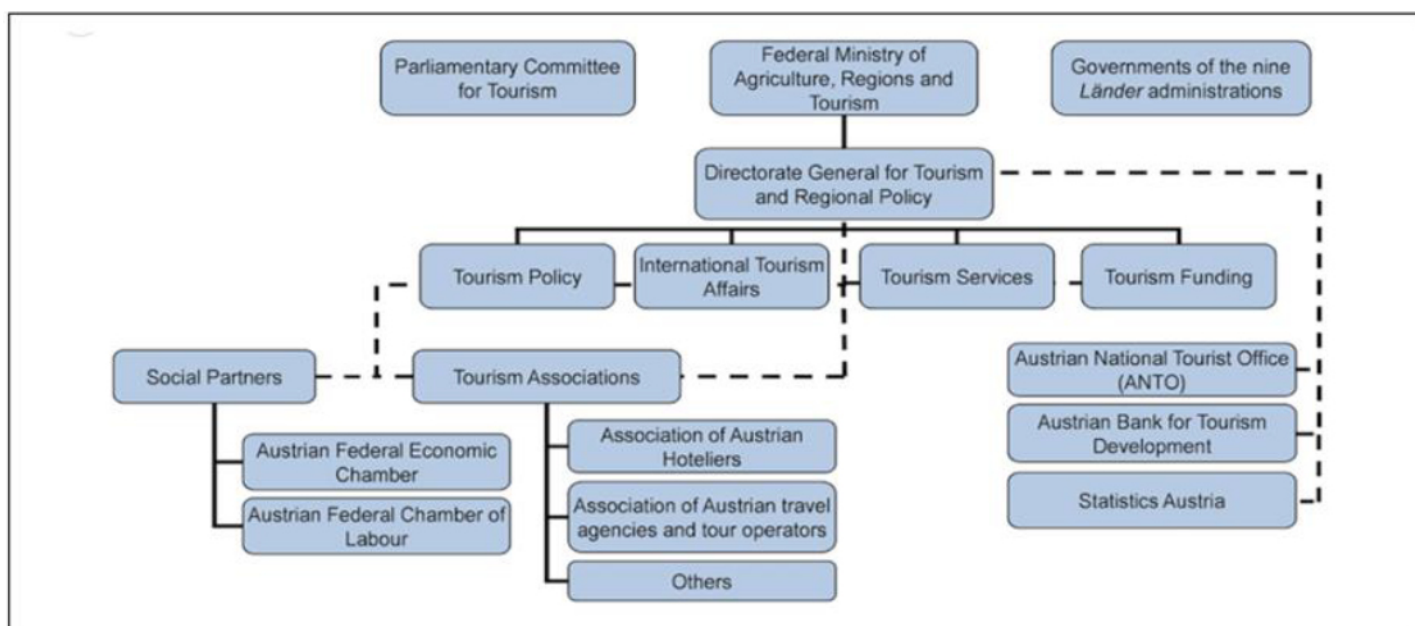 Parliamentary Committee
for Tourism
Federal Ministry of
Agriculture, Regions and
Tourism
Governments of the nine
Länder administrations
Directorate General for Tourism
and Regional Policy
Tourism Policy
International Tourism
Affairs
Tourism Services
Tourism Funding
Social Partners
Tourism Associations
Austrian National Tourist Office
(ANTO)
Austrian Bank for Tourism
Development
Statistics Austria
Austrian Federal Economic
Chamber
Austrian Federal Chamber of
Labour
Association of Austrian
Hoteliers
Association of Austrian travel
agencies and tour operators
Others